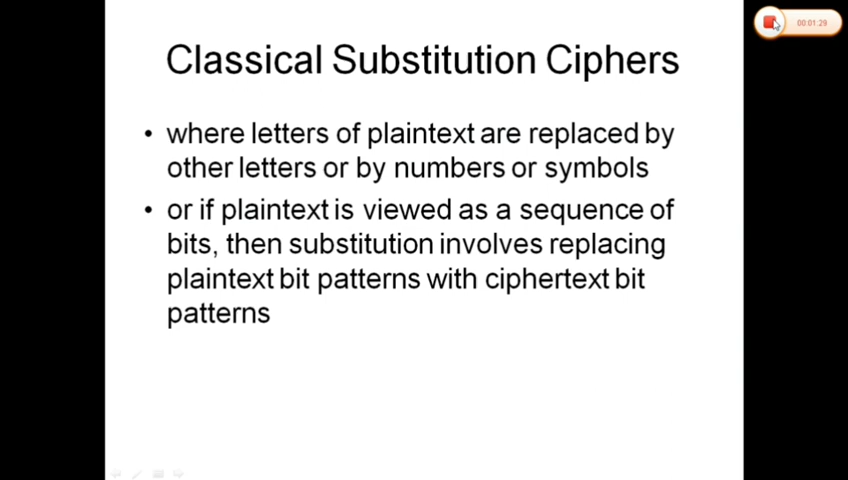 Classical Substitution Ciphers
00:01:29
• where letters of plaintext are replaced by
other letters or by numbers or symbols
• or if plaintext is viewed as a sequence of
bits, then substitution involves replacing
plaintext bit patterns with ciphertext bit
patterns